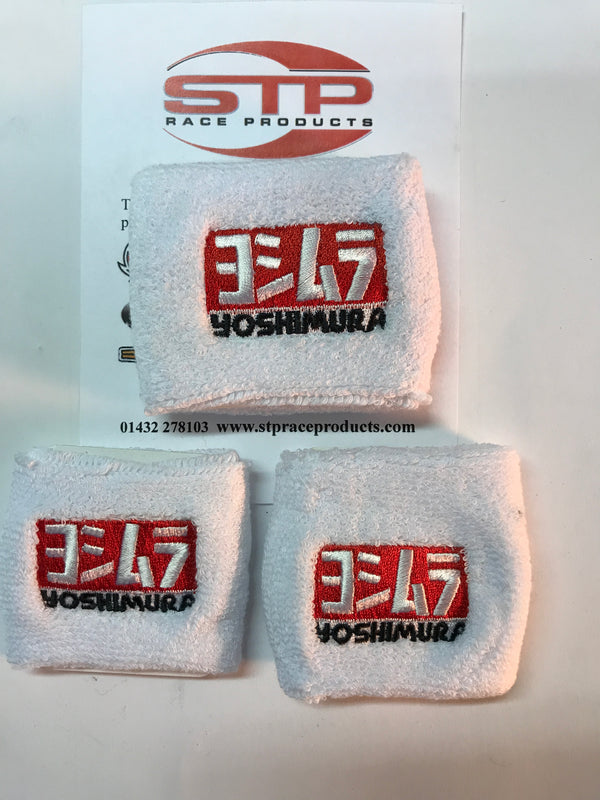 STP
RACE PRODUCTS
T
p
ヨシムラ
YOSHIMURA
01432 278103 www.stpraceproducts.com
ヨシムラ
YOSHIMURA
ヨシムラ
YOSHIMURA